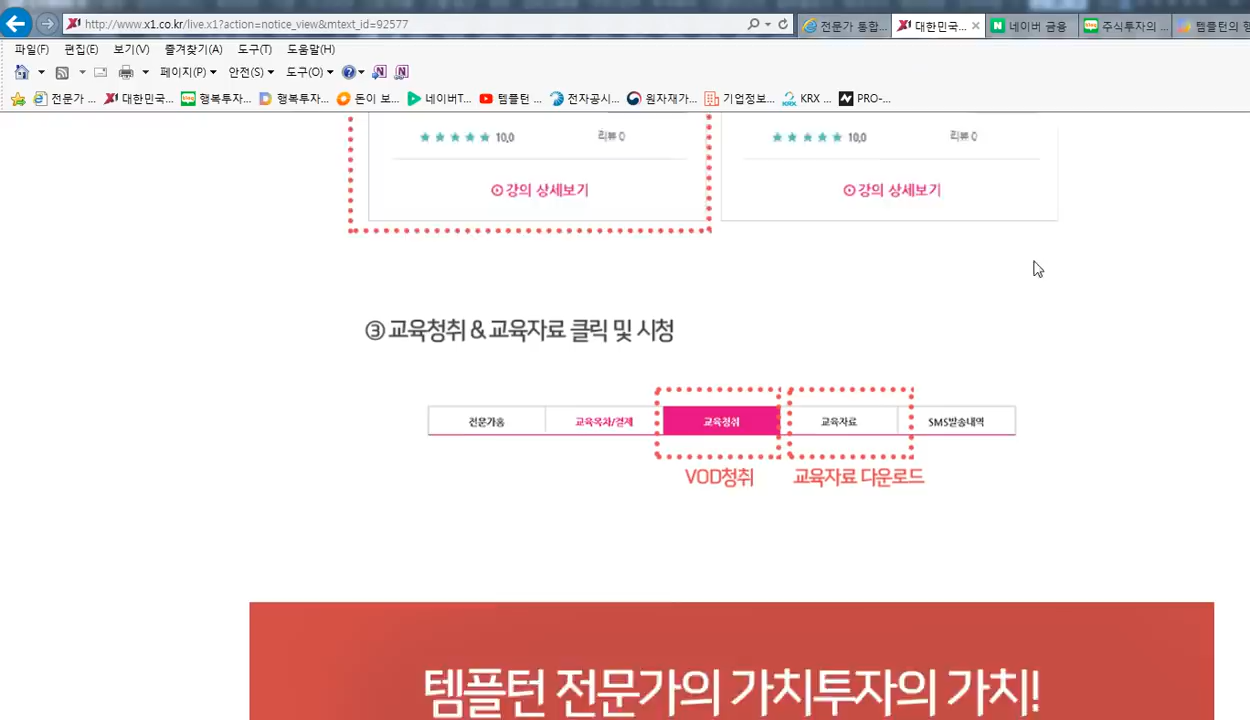 http://www.x1.co.kr/live.x1?action=notice_view&mtext_id=92577
전문가 통합...
대한민국...
네이버 금융
주식투자의 ...
템플턴의 행
파일(F) 편집(E) 보기(V) 즐겨찾기(A) 도구(T) 도움말(H)
페이지(P) 안전(S) 도구(O)
전문가 ... 대한민국... 행복투자... 행복투자... 돈이 보... 네이버T... 템플턴 ... 전자공시... 원자재가... 기업정보... KRX ... PRO-...
10.0 리뷰 0 10.0 리뷰 0
강의 상세보기 강의 상세보기
③ 교육청취 & 교육자료 클릭 및 시청
전문가홈 교육목차/결제 교육청취 교육자료 SMS발송내역
VOD청취 교육자료 다운로드
템플턴 전문가의 가치투자의 가치!